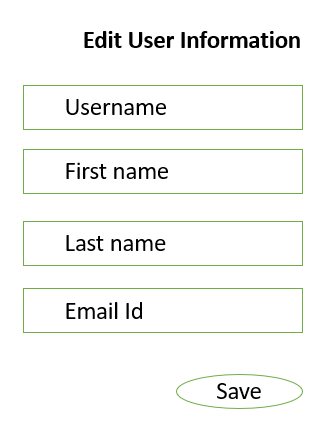 Edit User Information
Username
First name
Last name
Email Id
Save